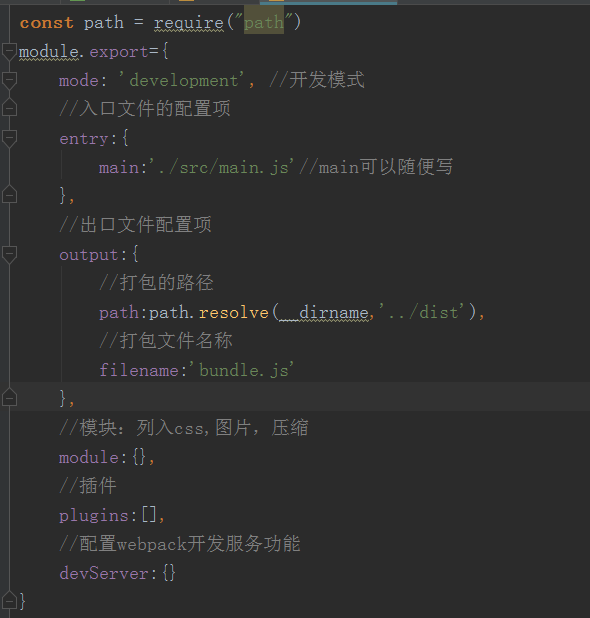 const path = require("path")
module.export={
    mode: 'development', //开发模式
    //入口文件的配置项
    entry:{
        main:'./src/main.js'//main可以随便写
    },
    //出口文件配置项
    output:{
        //打包的路径
        path:path.resolve(__dirname,'../dist'),
        //打包文件名称
        filename:'bundle.js'
    },
    //模块：列入css,图片，压缩
    module:{},
    //插件
    plugins:[],
    //配置webpack开发服务功能
    devServer:{}
}